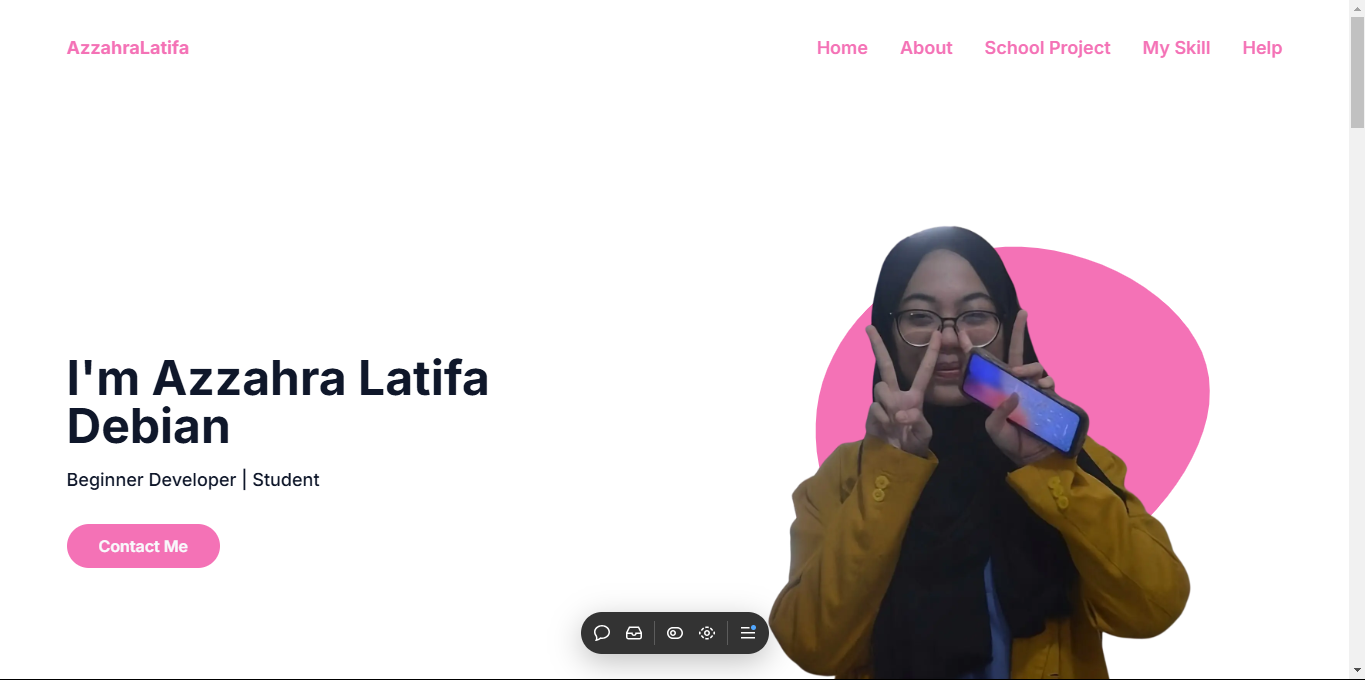 AzzahraLatifa
Home About School Project My Skill Help
I'm Azzahra Latifa
Debian
Beginner Developer | Student
Contact Me